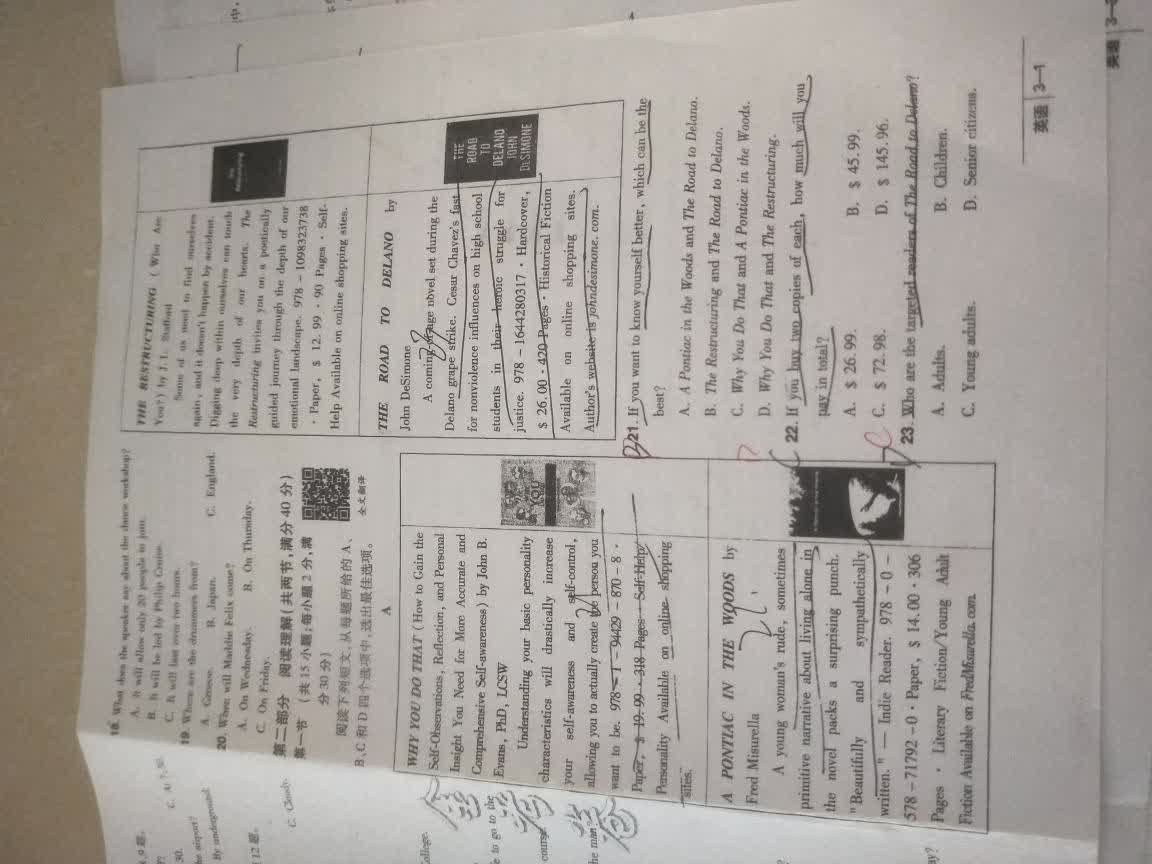 18. What does the speaker say about the dance workshop?
A. It will allow only 20 people to join.
B. It will be led by Philip Groine.
C. It will last over two hours.
19. Where are the drummers from?
A. Greece. B. Japan. C. England.
20. When will Maddie Felix come?
A. On Wednesday. B. On Thursday.
C. On Friday.
第二部分 阅读理解(共两节,满分40分)
第一节 (共15小题;每小题2分,满
分30分)
阅读下列短文,从每题所给的A、
B、C和D四个选项中,选出最佳选项。
全文翻译
A
WHY YOU DO THAT (How to Gain the
Self-Observations, Reflection, and Personal
Insight You Need for More Accurate and
Comprehensive Self-awareness) by John B.
Evans, PhD, LCSW
Understanding your basic personality
characteristics will drastically increase
your self-awareness and self-control,
allowing you to actually create the person you
want to be. 978-1-94429-870-8·
Paper, $ 19.99·318 Pages·Self-Help/
Personality Available on online shopping
sites.
YOU
A PONTIAC IN THE WOODS by
Fred Misurella
A young woman's rude, sometimes
primitive narrative about living alone in
the novel packs a surprising punch.
"Beautifully and sympathetically
written." — Indie Reader. 978-0-
578-71792-0·Paper, $ 14.00·306
Pages · Literary Fiction/Young Adult
Fiction Available on FredMisurella.com.
THE RESTRUCTURING (Who Are
You?) by J.L. Stafford
Some of us need to find ourselves
again, and it doesn't happen by accident.
Digging deep within ourselves can touch
the very depth of our hearts. The
Restructuring invites you on a poetically
guided journey through the depth of our
emotional landscape. 978-1098323738
·Paper, $ 12.99·90 Pages·Self-
Help Available on online shopping sites.
THE ROAD TO DELANO by
John DeSimone
A coming-of-age novel set during the
Delano grape strike. Cesar Chavez's fast
for nonviolence influences on high school
students in their heroic struggle for
justice. 978-1644280317·Hardcover,
$ 26.00·420 Pages·Historical Fiction
Available on online shopping sites.
Author's website is johndesimone.com.
THE
ROAD
TO
DELANO
JOHN
DeSIMONE
21. If you want to know yourself better, which can be the
best?
A. A Pontiac in the Woods and The Road to Delano.
B. The Restructuring and The Road to Delano.
C. Why You Do That and A Pontiac in the Woods.
D. Why You Do That and The Restructuring.
22. If you buy two copies of each, how much will you
pay in total?
A. $ 26.99. B. $ 45.99.
C. $ 72.98. D. $ 145.96.
23. Who are the targeted readers of The Road to Delano?
A. Adults. B. Children.
C. Young adults. D. Senior citizens.
英语 3—1